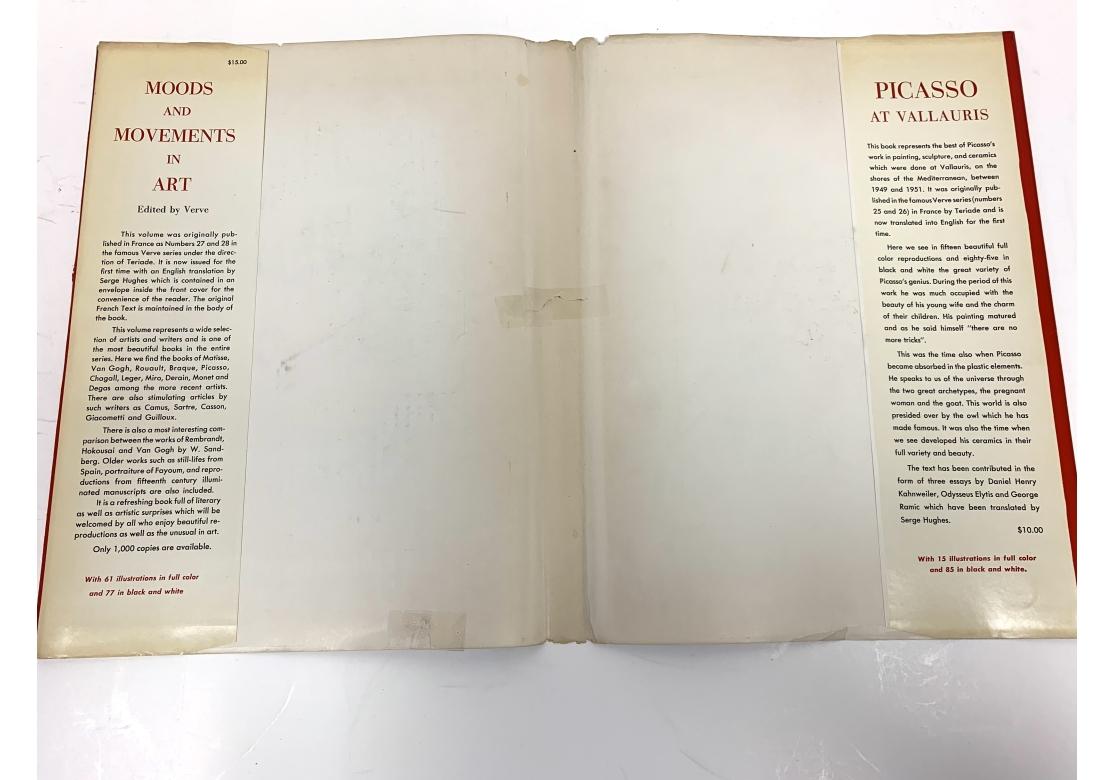 $15.00
MOODS
AND
MOVEMENTS
IN
ART
Edited by Verve
This volume was originally pub-
lished in France as Numbers 27 and 28 in
the famous Verve series under the direc-
tion of Teriade. It is now issued for the
first time with an English translation by
Serge Hughes which is contained in an
envelope inside the front cover for the
convenience of the reader. The original
French Text is maintained in the body of
the book.
This volume represents a wide selec-
tion of artists and writers and is one of
the most beautiful books in the entire
series. Here we find the books of Matisse,
Van Gogh, Rouault, Braque, Picasso,
Chagall, Leger, Miro, Derain, Monet and
Degas among the more recent artists.
There are also stimulating articles by
such writers as Camus, Sartre, Casson,
Giacometti and Guilloux.
There is also a most interesting com-
parison between the works of Rembrandt,
Hokousai and Van Gogh by W. Sand-
berg. Older works such as still-lifes from
Spain, portraiture of Fayoum, and repro-
ductions from fifteenth century illumi-
nated manuscripts are also included.
It is a refreshing book full of literary
as well as artistic surprises which will be
welcomed by all who enjoy beautiful re-
productions as well as the unusual in art.
Only 1,000 copies are available.
With 61 illustrations in full color
and 77 in black and white
PICASSO
AT VALLAURIS
This book represents the best of Picasso's
work in painting, sculpture, and ceramics
which were done at Vallauris, on the
shores of the Mediterranean, between
1949 and 1951. It was originally pub-
lished in the famous Verve series (numbers
25 and 26) in France by Teriade and is
now translated into English for the first
time.
Here we see in fifteen beautiful full
color reproductions and eighty-five in
black and white the great variety of
Picasso's genius. During the period of this
work he was much occupied with the
beauty of his young wife and the charm
of their children. His painting matured
and as he said himself "there are no
more tricks".
This was the time also when Picasso
became absorbed in the plastic elements.
He speaks to us of the universe through
the two great archetypes, the pregnant
woman and the goat. This world is also
presided over by the owl which he has
made famous. It was also the time when
we see developed his ceramics in their
full variety and beauty.
The text has been contributed in the
form of three essays by Daniel Henry
Kahnweiler, Odysseus Elytis and George
Ramic which have been translated by
Serge Hughes.
$10.00
With 15 illustrations in full color
and 85 in black and white.